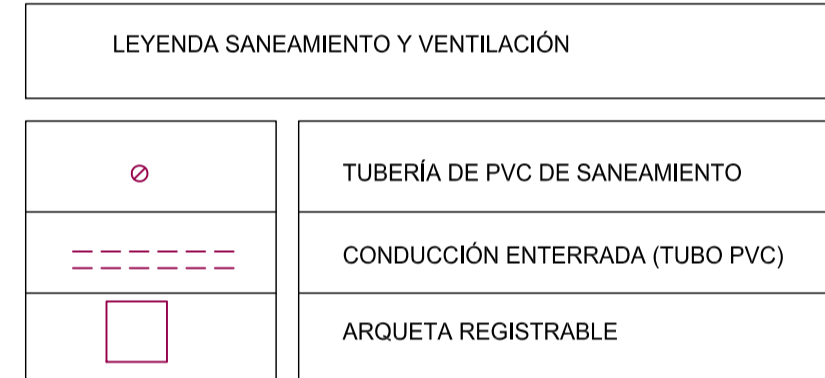 LEYENDA SANEAMIENTO Y VENTILACIÓN
TUBERÍA DE PVC DE SANEAMIENTO
CONDUCCIÓN ENTERRADA (TUBO PVC)
ARQUETA REGISTRABLE